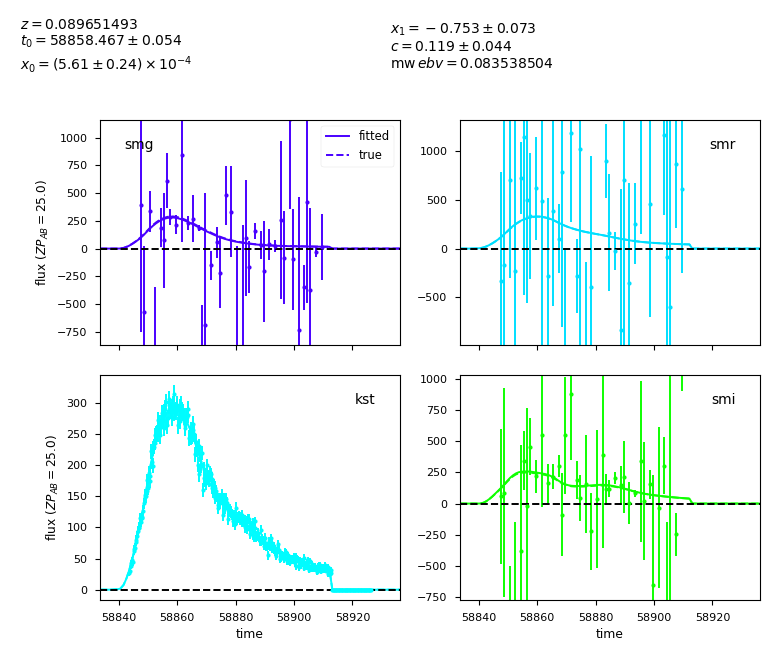 z = 0.089651493
t₀ = 58858.467 ± 0.054
x₀ = (5.61 ± 0.24) × 10⁻⁴
x₁ = −0.753 ± 0.073
c = 0.119 ± 0.044
mw ebv = 0.083538504
smg
fitted
true
1000
750
500
250
0
−250
−500
−750
flux (ZP_AB = 25.0)
smr
1000
500
0
−500
kst
300
250
200
150
100
50
0
flux (ZP_AB = 25.0)
58840 58860 58880 58900 58920
time
smi
1000
750
500
250
0
−250
−500
−750
58840 58860 58880 58900 58920
time